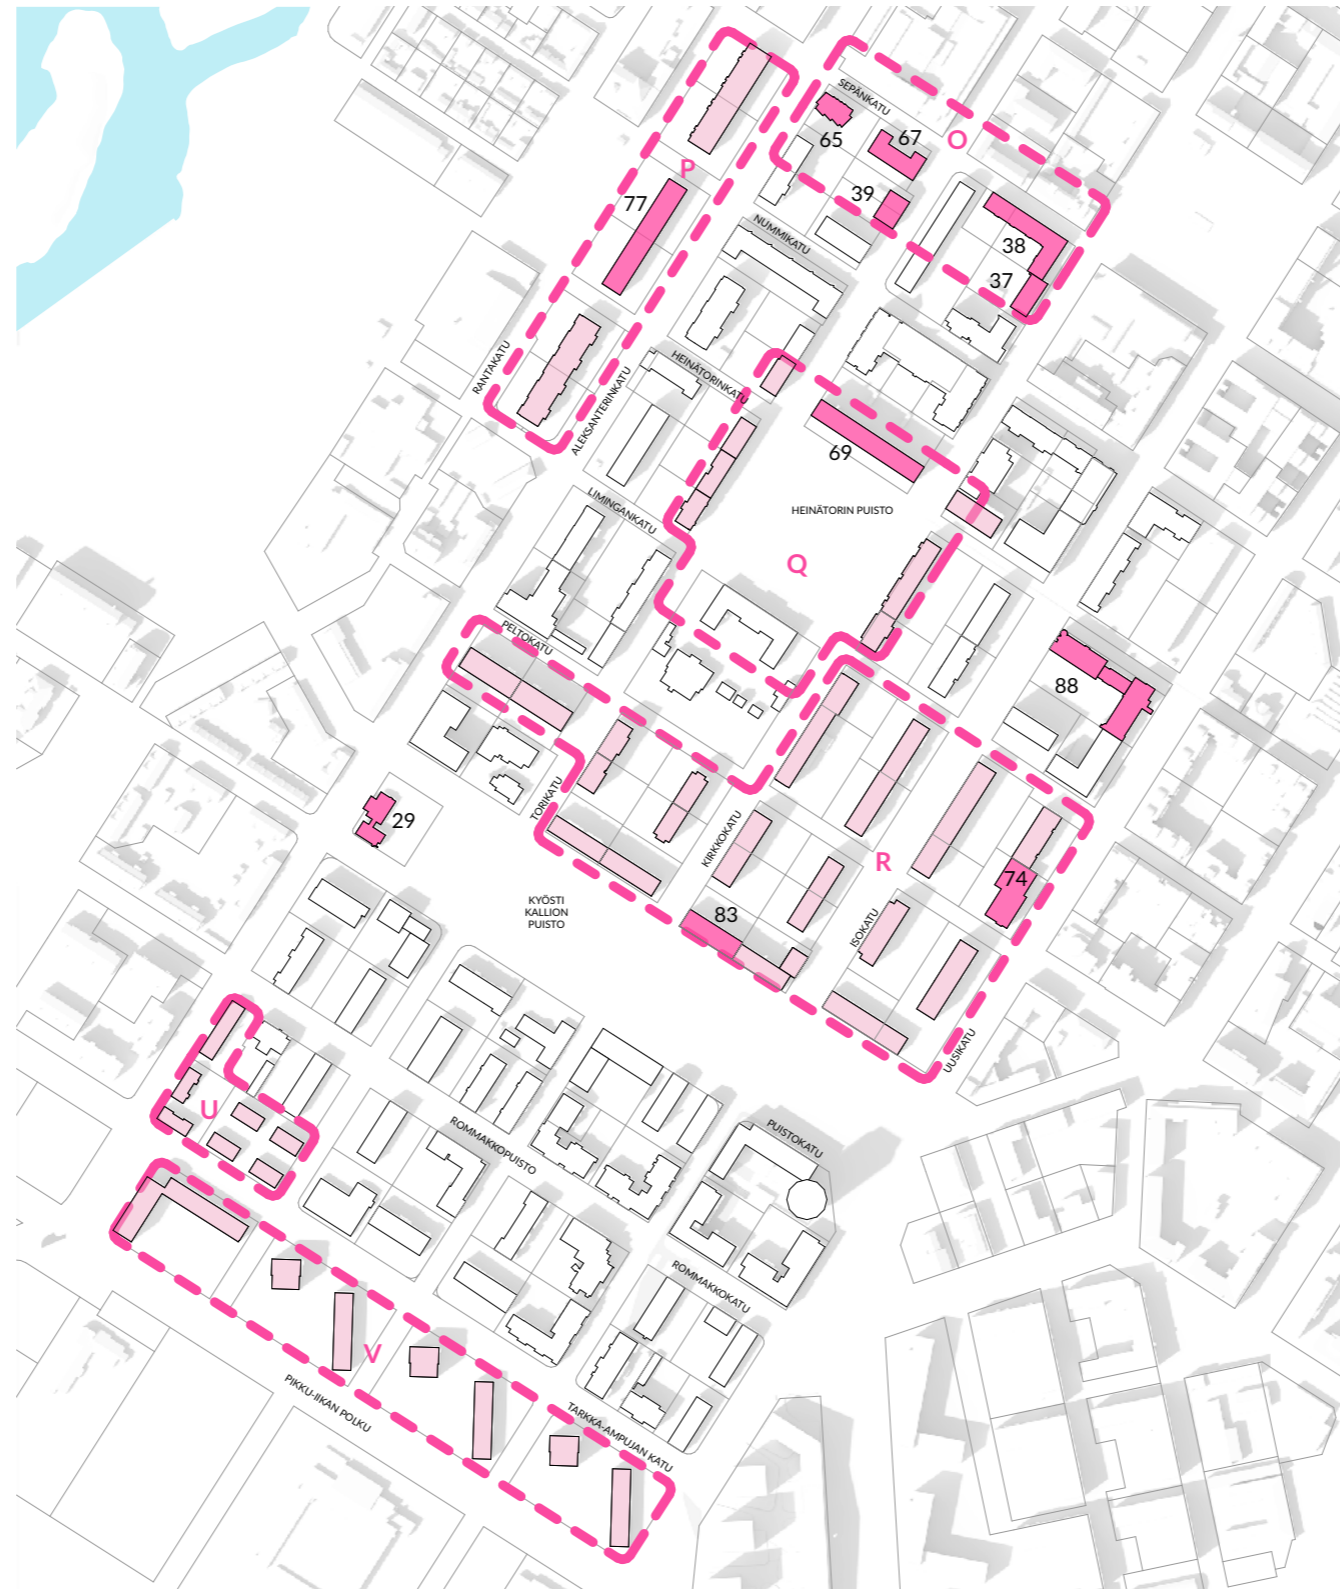 SEPÄNKATU
65
67
O
P
77
39
NUMMIKATU
38
37
RANTAKATU
HEINÄTORINKATU
ALEKSANTERINKATU
69
LIMINGANKATU
HEINÄTORIN PUISTO
Q
PELTOKATU
88
TORIKATU
29
KIRKKOKATU
R
74
KYÖSTI
KALLION
PUISTO
83
ISOKATU
UUSIKATU
U
ROMMAKKOPUISTO
PUISTOKATU
ROMMAKKOKATU
V
PIKKU-IIKAN POLKU
TARKKA-AMPUJAN KATU